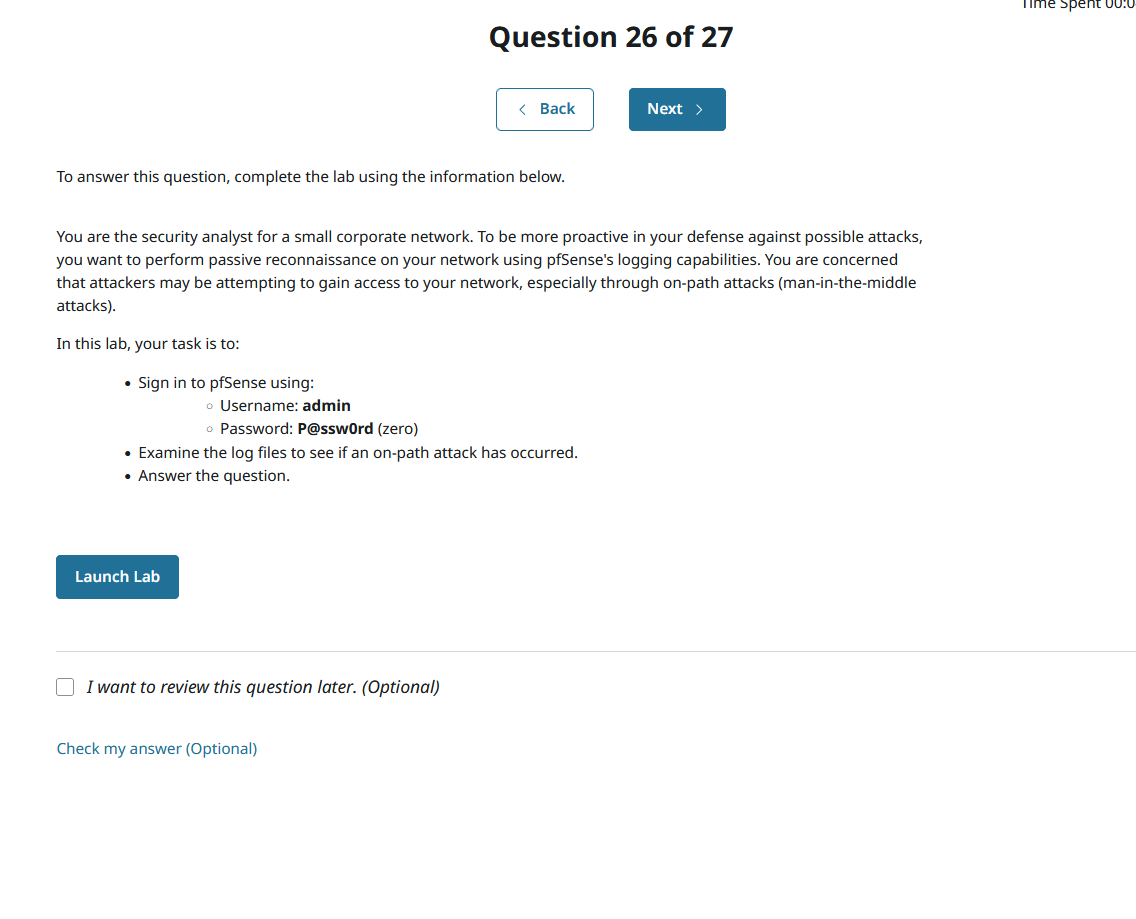 Time Spent 00:0
Question 26 of 27
Back
Next
To answer this question, complete the lab using the information below.
You are the security analyst for a small corporate network. To be more proactive in your defense against possible attacks,
you want to perform passive reconnaissance on your network using pfSense's logging capabilities. You are concerned
that attackers may be attempting to gain access to your network, especially through on-path attacks (man-in-the-middle
attacks).
In this lab, your task is to:
• Sign in to pfSense using:
○ Username: admin
○ Password: P@ssw0rd (zero)
• Examine the log files to see if an on-path attack has occurred.
• Answer the question.
Launch Lab
I want to review this question later. (Optional)
Check my answer (Optional)